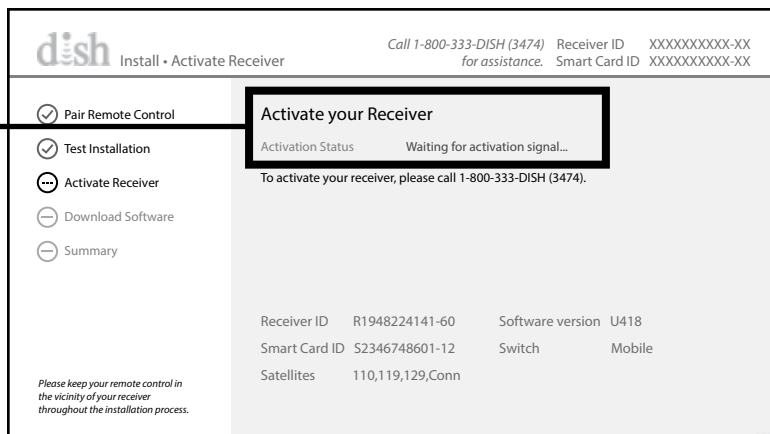 dish Install • Activate Receiver
Call 1-800-333-DISH (3474) Receiver ID XXXXXXXXXX-XX
for assistance. Smart Card ID XXXXXXXXXX-XX
Pair Remote Control
Test Installation
Activate Receiver
Download Software
Summary
Please keep your remote control in
the vicinity of your receiver
throughout the installation process.
Activate your Receiver
Activation Status Waiting for activation signal...
To activate your receiver, please call 1-800-333-DISH (3474).
Receiver ID R1948224141-60 Software version U418
Smart Card ID S2346748601-12 Switch Mobile
Satellites 110,119,129,Conn